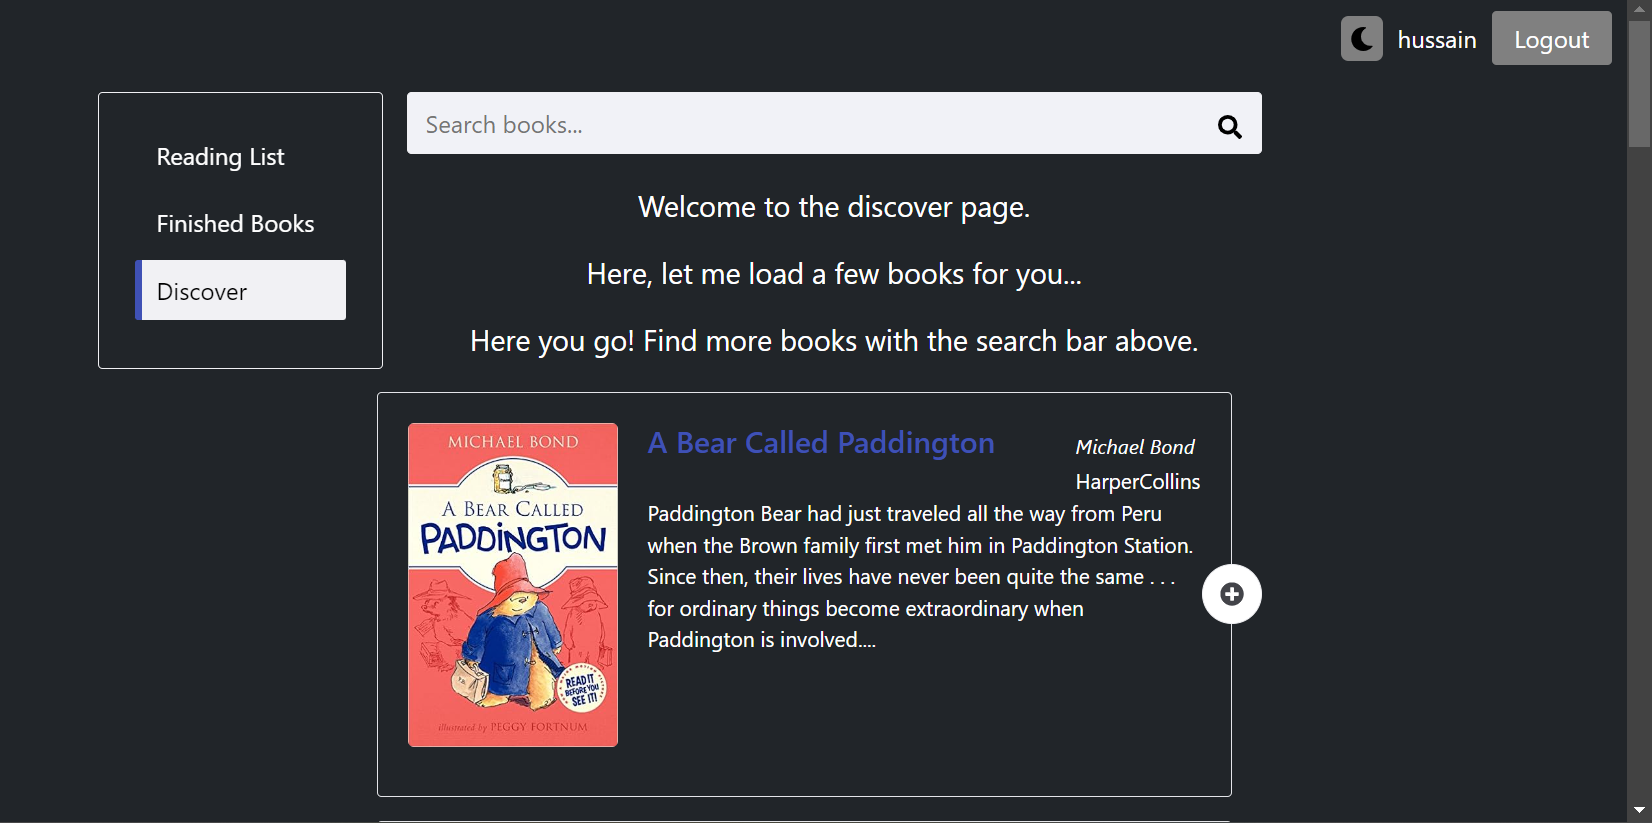 hussain
Logout
Reading List
Finished Books
Discover
Search books...
Welcome to the discover page.
Here, let me load a few books for you...
Here you go! Find more books with the search bar above.
MICHAEL BOND
A BEAR CALLED
PADDINGTON
READ IT
BEFORE YOU
SEE IT!
illustrated by PEGGY FORTNUM
A Bear Called Paddington
Michael Bond
HarperCollins
Paddington Bear had just traveled all the way from Peru
when the Brown family first met him in Paddington Station.
Since then, their lives have never been quite the same . . .
for ordinary things become extraordinary when
Paddington is involved....